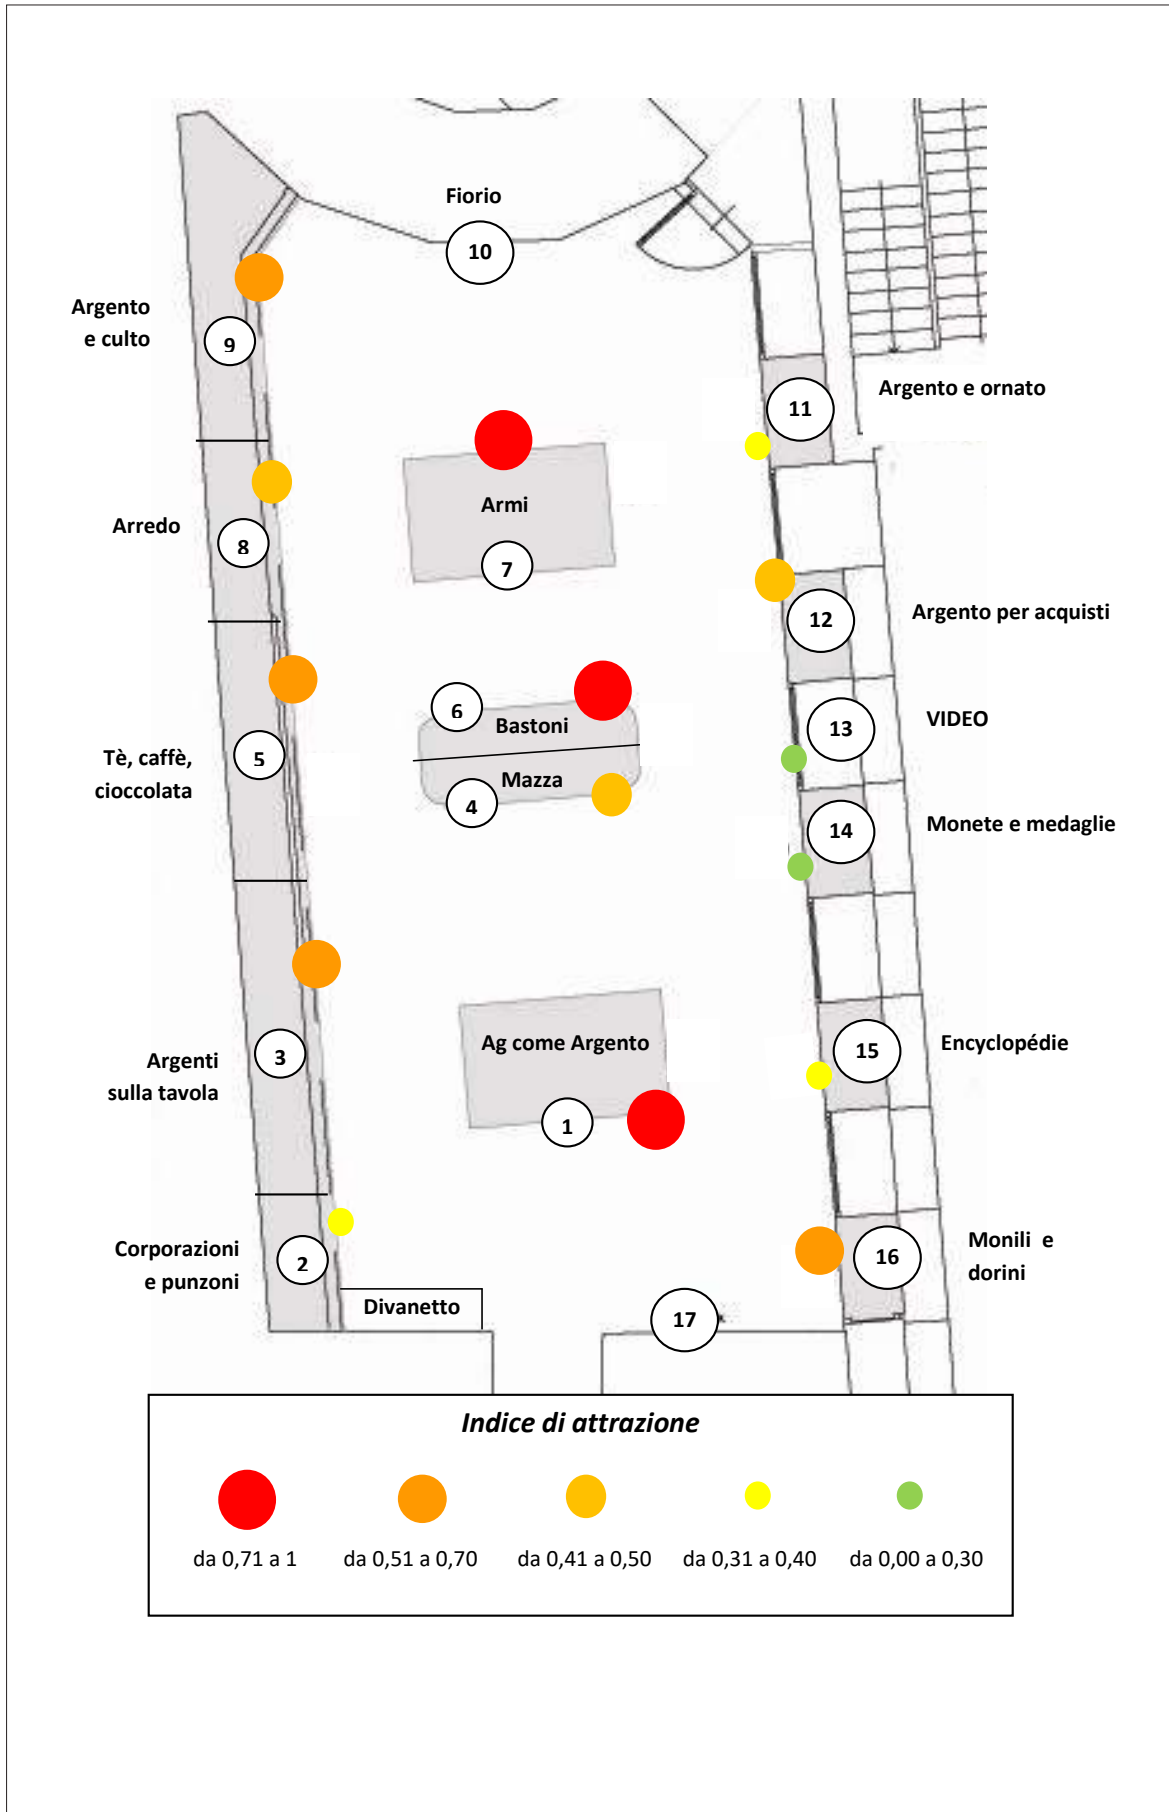 Fiorio
10
Argento
e culto
9
Argento e ornato
11
Armi
7
Arredo
8
Argento per acquisti
12
6
Bastoni
VIDEO
13
Tè, caffè,
cioccolata
5
Mazza
4
Monete e medaglie
14
Ag come Argento
1
Encyclopédie
15
Argenti
sulla tavola
3
Corporazioni
e punzoni
2
Monili e
dorini
16
Divanetto
17
Indice di attrazione
da 0,71 a 1
da 0,51 a 0,70
da 0,41 a 0,50
da 0,31 a 0,40
da 0,00 a 0,30